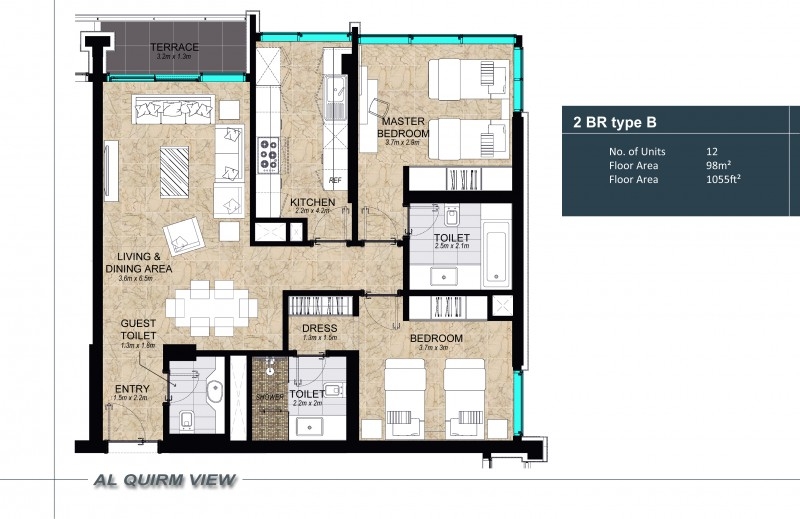 TERRACE
3.2m x 1.3m
MASTER
BEDROOM
3.7m x 2.8m
REF
KITCHEN
2.2m x 4.2m
TOILET
2.5m x 2.1m
LIVING &
DINING AREA
3.6m x 6.5m
GUEST
TOILET
1.3m x 1.8m
DRESS
1.3m x 1.5m
BEDROOM
3.7m x 3m
ENTRY
1.5m x 2.2m
SHOWER
TOILET
2.2m x 2m
2 BR type B
No. of Units 12
Floor Area 98m²
Floor Area 1055ft²
AL QUIRM VIEW